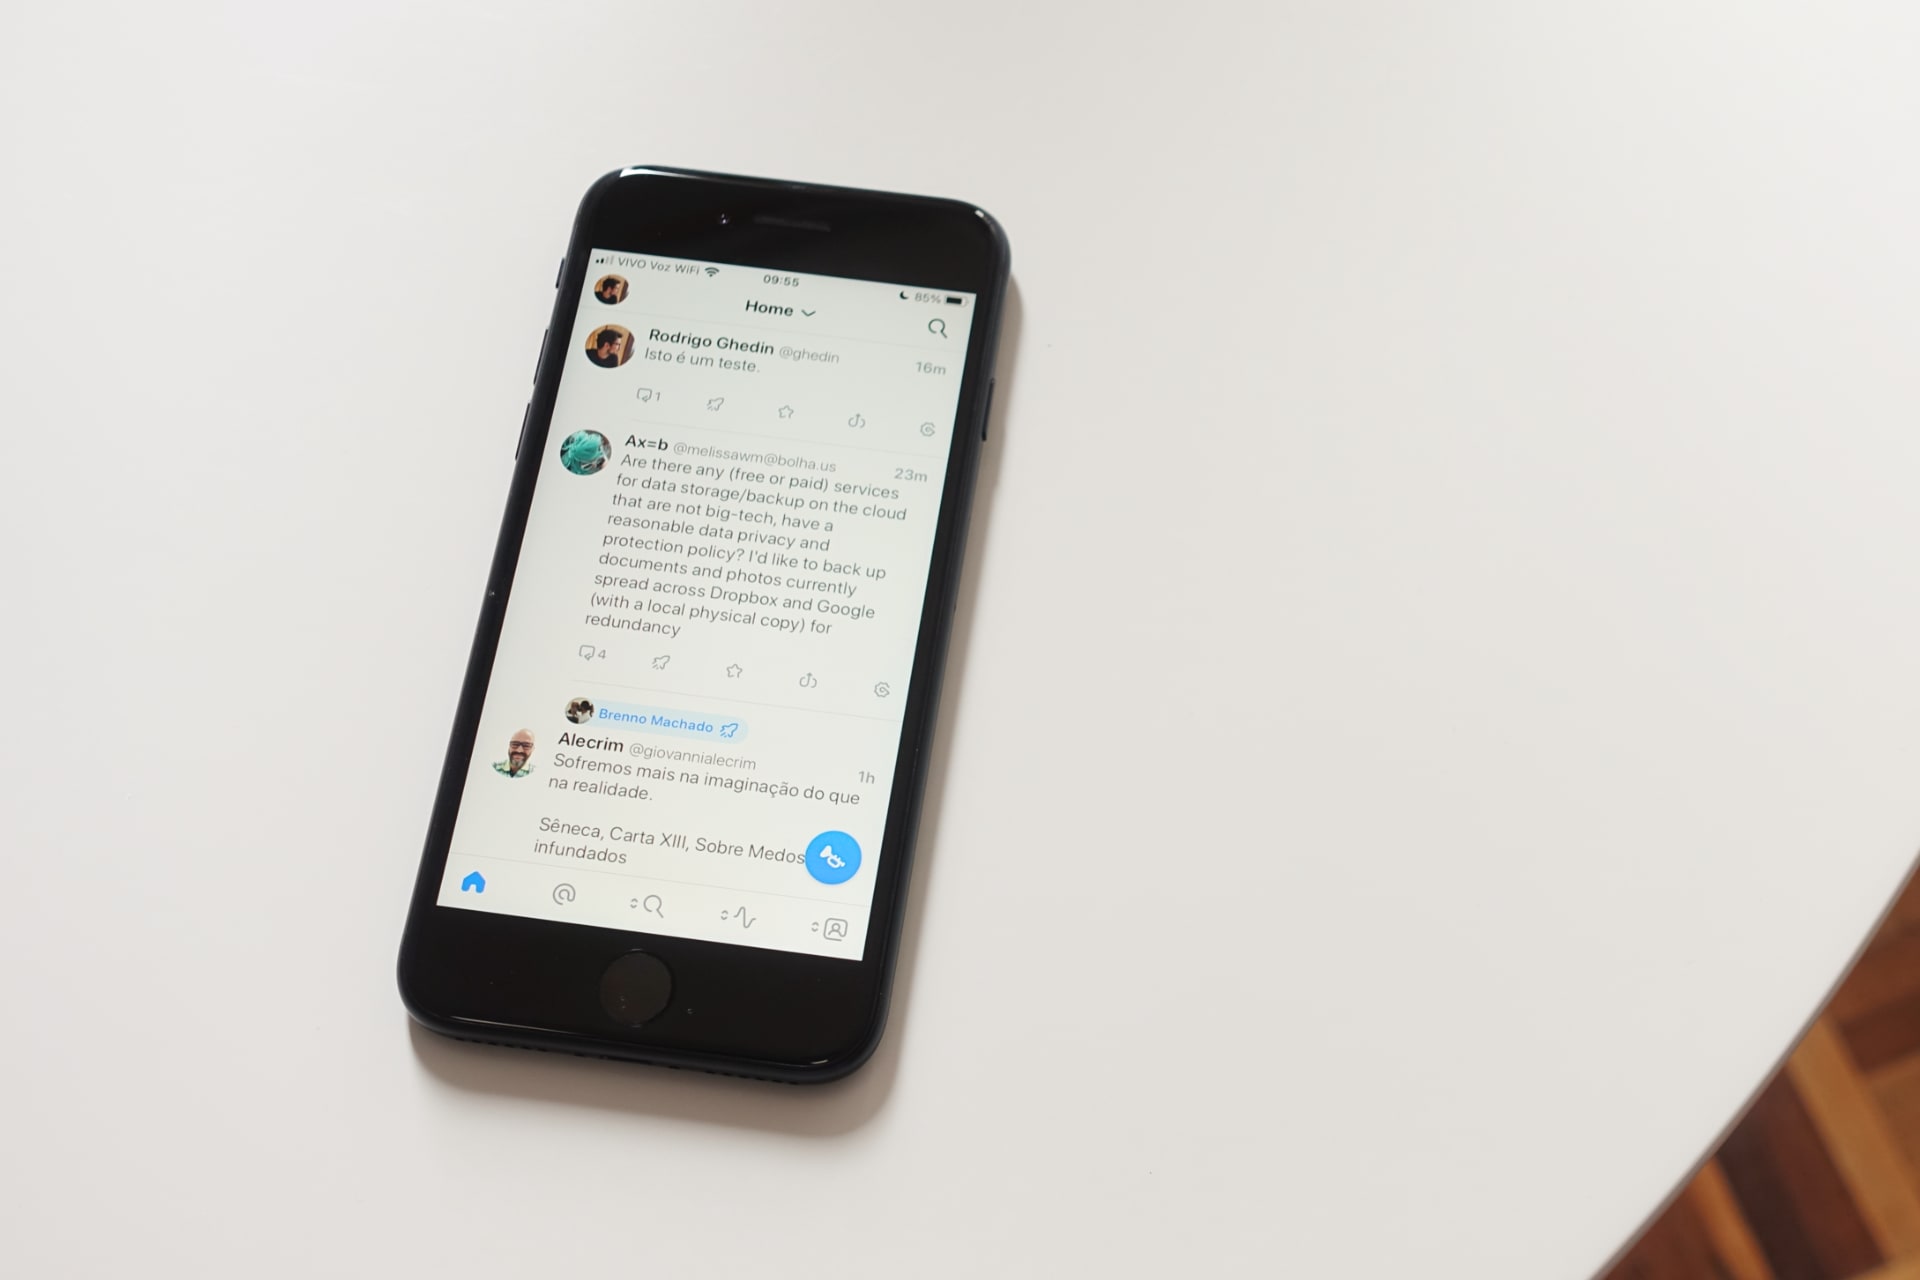 VIVO Voz WiFi 09:55 85%
Home
Rodrigo Ghedin @ghedin 16m
Isto é um teste.
1
Ax=b @melissawm@bolha.us 23m
Are there any (free or paid) services
for data storage/backup on the cloud
that are not big-tech, have a
reasonable data privacy and
protection policy? I'd like to back up
documents and photos currently
spread across Dropbox and Google
(with a local physical copy) for
redundancy
4
Brenno Machado
Alecrim @giovannialecrim 1h
Sofremos mais na imaginação do que
na realidade.
Sêneca, Carta XIII, Sobre Medos
infundados